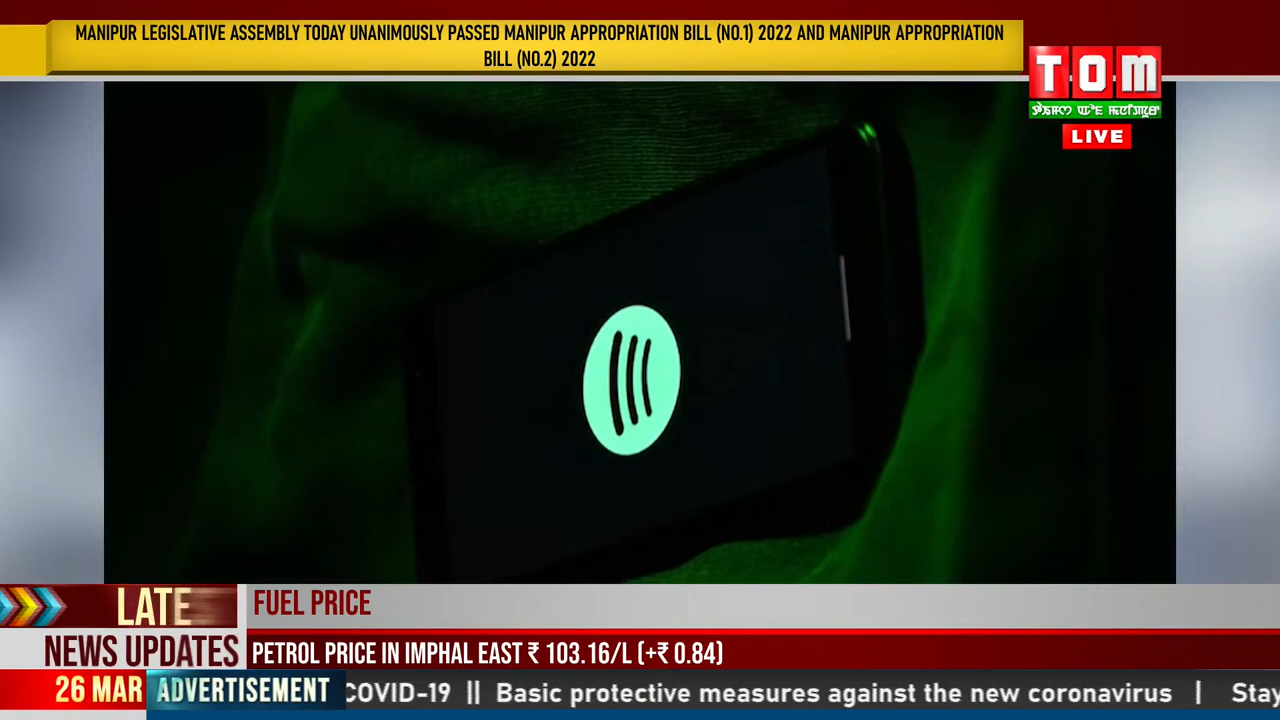 MANIPUR LEGISLATIVE ASSEMBLY TODAY UNANIMOUSLY PASSED MANIPUR APPROPRIATION BILL (NO.1) 2022 AND MANIPUR APPROPRIATION
BILL (NO.2) 2022
TOM
LIVE
LATE
NEWS UPDATES
FUEL PRICE
PETROL PRICE IN IMPHAL EAST ₹ 103.16/L (+₹ 0.84)
26 MAR
ADVERTISEMENT
COVID-19 || Basic protective measures against the new coronavirus | Stay